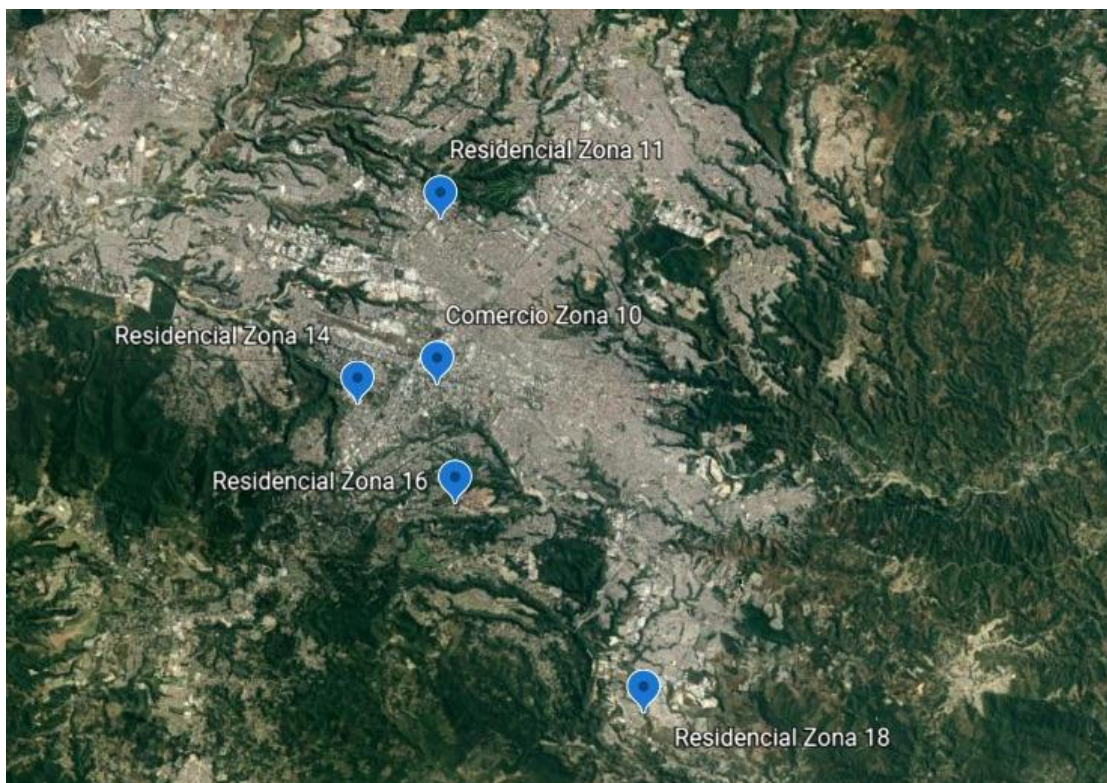 Residencial Zona 11
Comercio Zona 10
Residencial Zona 14
Residencial Zona 16
Residencial Zona 18